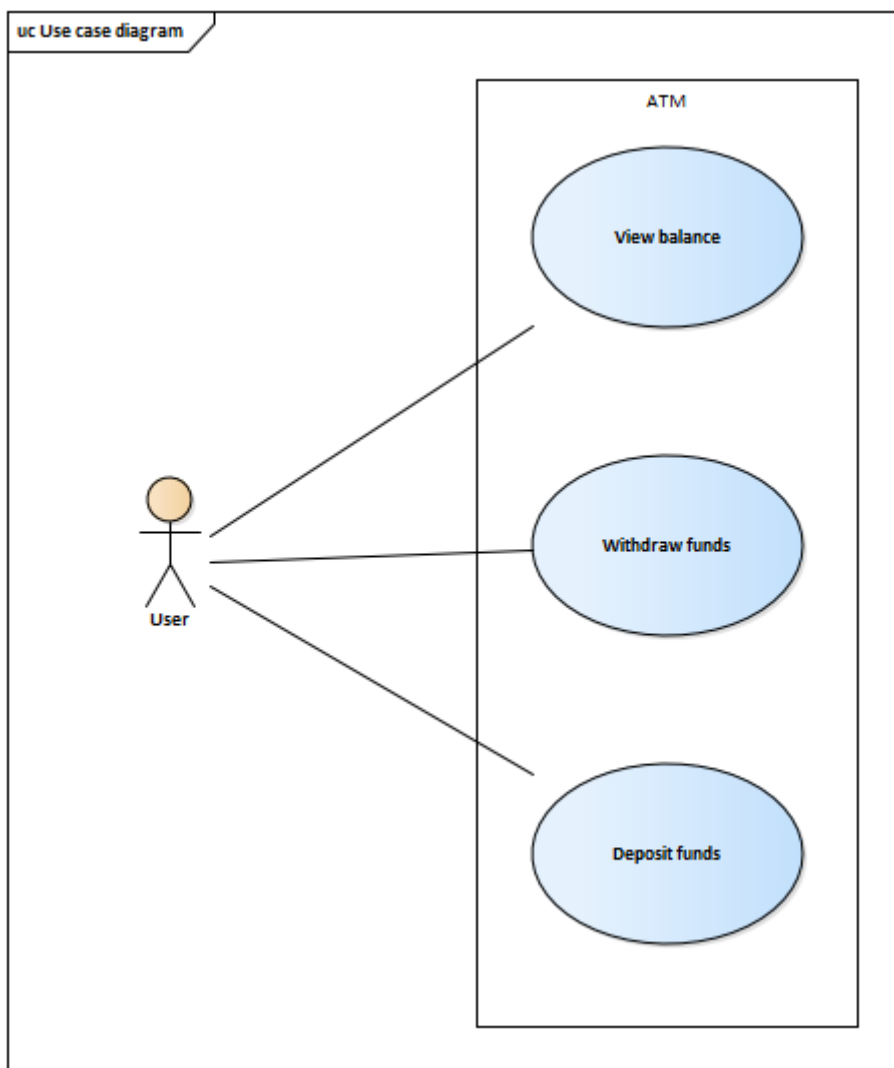 uc Use case diagram
ATM
View balance
Withdraw funds
User
Deposit funds